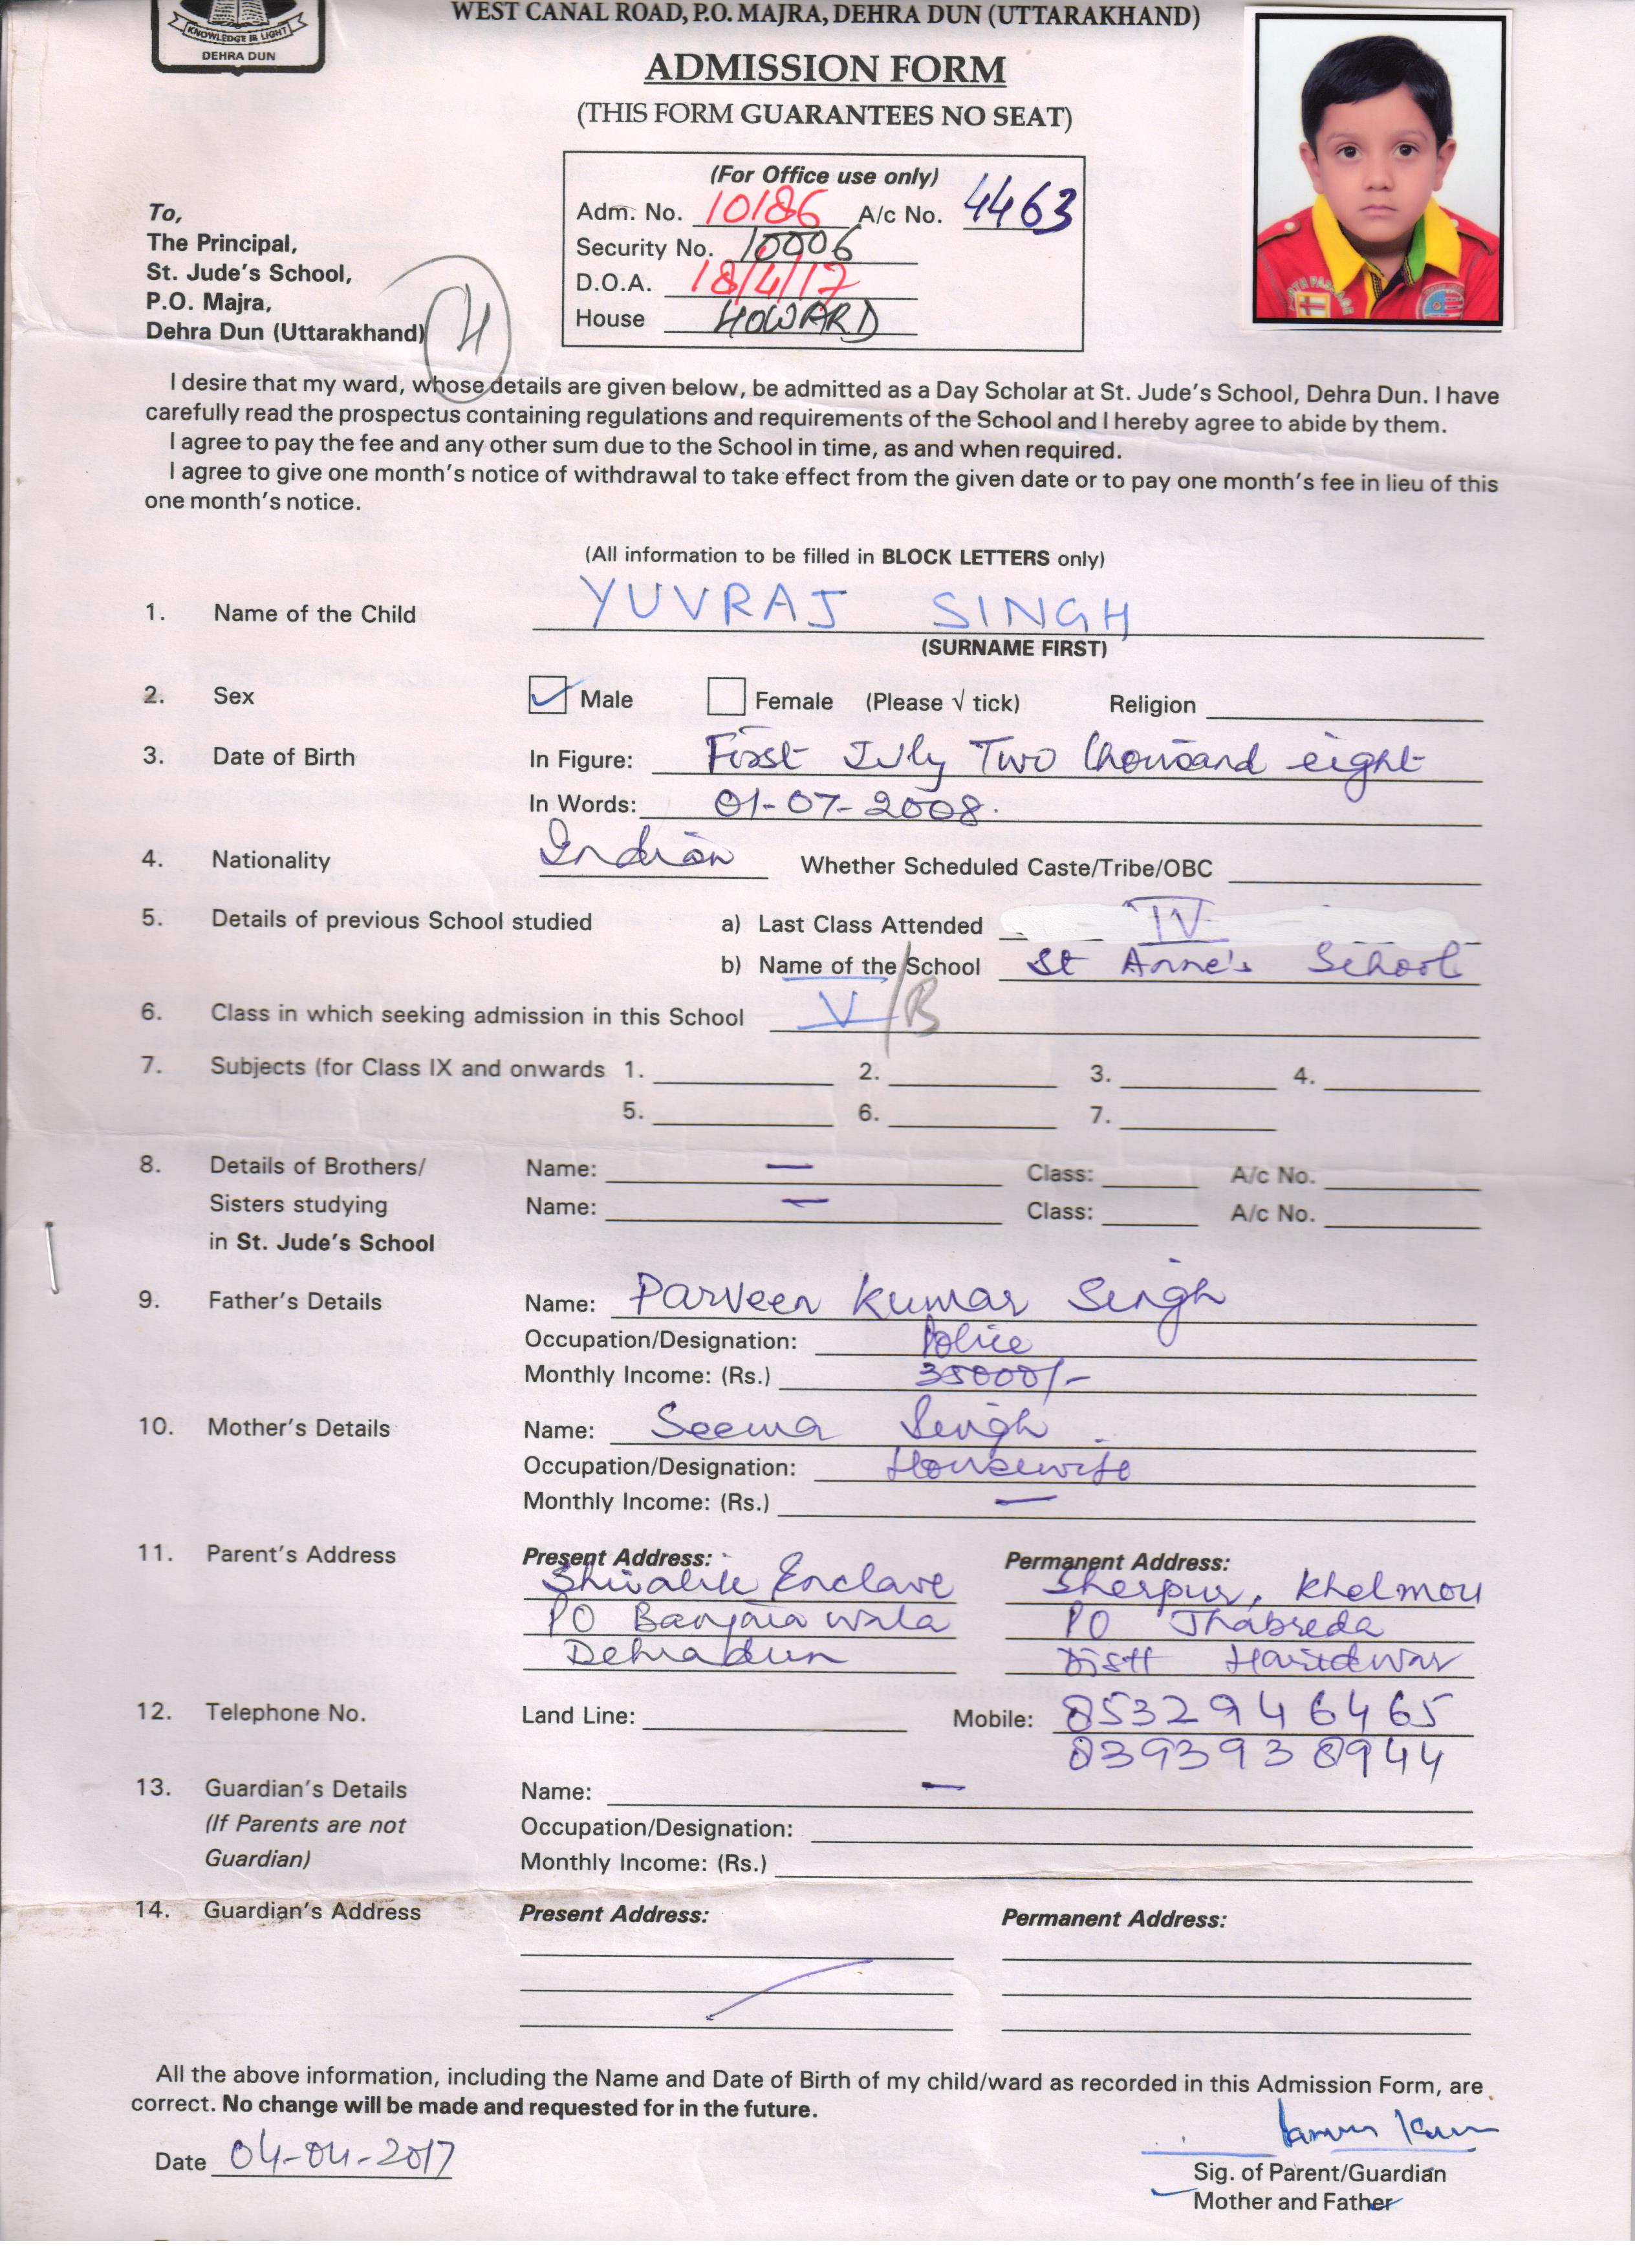 KNOWLEDGE IS LIGHT
DEHRA DUN
WEST CANAL ROAD, P.O. MAJRA, DEHRA DUN (UTTARAKHAND)
ADMISSION FORM
(THIS FORM GUARANTEES NO SEAT)
(For Office use only)
Adm. No. 10186 A/c No. 4463
Security No. 10006
D.O.A. 18/4/17
House HOWARD
To,
The Principal,
St. Jude's School,
P.O. Majra,
Dehra Dun (Uttarakhand)
4
I desire that my ward, whose details are given below, be admitted as a Day Scholar at St. Jude's School, Dehra Dun. I have
carefully read the prospectus containing regulations and requirements of the School and I hereby agree to abide by them.
I agree to pay the fee and any other sum due to the School in time, as and when required.
I agree to give one month's notice of withdrawal to take effect from the given date or to pay one month's fee in lieu of this
one month's notice.
(All information to be filled in BLOCK LETTERS only)
1. Name of the Child YUVRAJ SINGH
(SURNAME FIRST)
2. Sex Male Female (Please √ tick) Religion
3. Date of Birth In Figure: First July Two thousand eight
In Words: 01-07-2008.
4. Nationality Indian Whether Scheduled Caste/Tribe/OBC
5. Details of previous School studied a) Last Class Attended IV
b) Name of the School St Anne's School
6. Class in which seeking admission in this School V/B
7. Subjects (for Class IX and onwards 1. 2. 3. 4.
5. 6. 7.
8. Details of Brothers/ Name: — Class: A/c No.
Sisters studying Name: — Class: A/c No.
in St. Jude's School
9. Father's Details Name: Parveen Kumar Singh
Occupation/Designation: Police
Monthly Income: (Rs.) 35000/-
10. Mother's Details Name: Seema Singh
Occupation/Designation: Housewife
Monthly Income: (Rs.) —
11. Parent's Address Present Address: Permanent Address:
Shivalik Enclave Sherpur, Khelmou
PO Banjara wala PO Jhabreda
Dehradun Distt Haridwar
12. Telephone No. Land Line: Mobile: 8532946465
8393938944
13. Guardian's Details Name: —
(If Parents are not Occupation/Designation:
Guardian) Monthly Income: (Rs.)
14. Guardian's Address Present Address: Permanent Address:
All the above information, including the Name and Date of Birth of my child/ward as recorded in this Admission Form, are
correct. No change will be made and requested for in the future.
Date 04-04-2017
Sig. of Parent/Guardian
Mother and Father